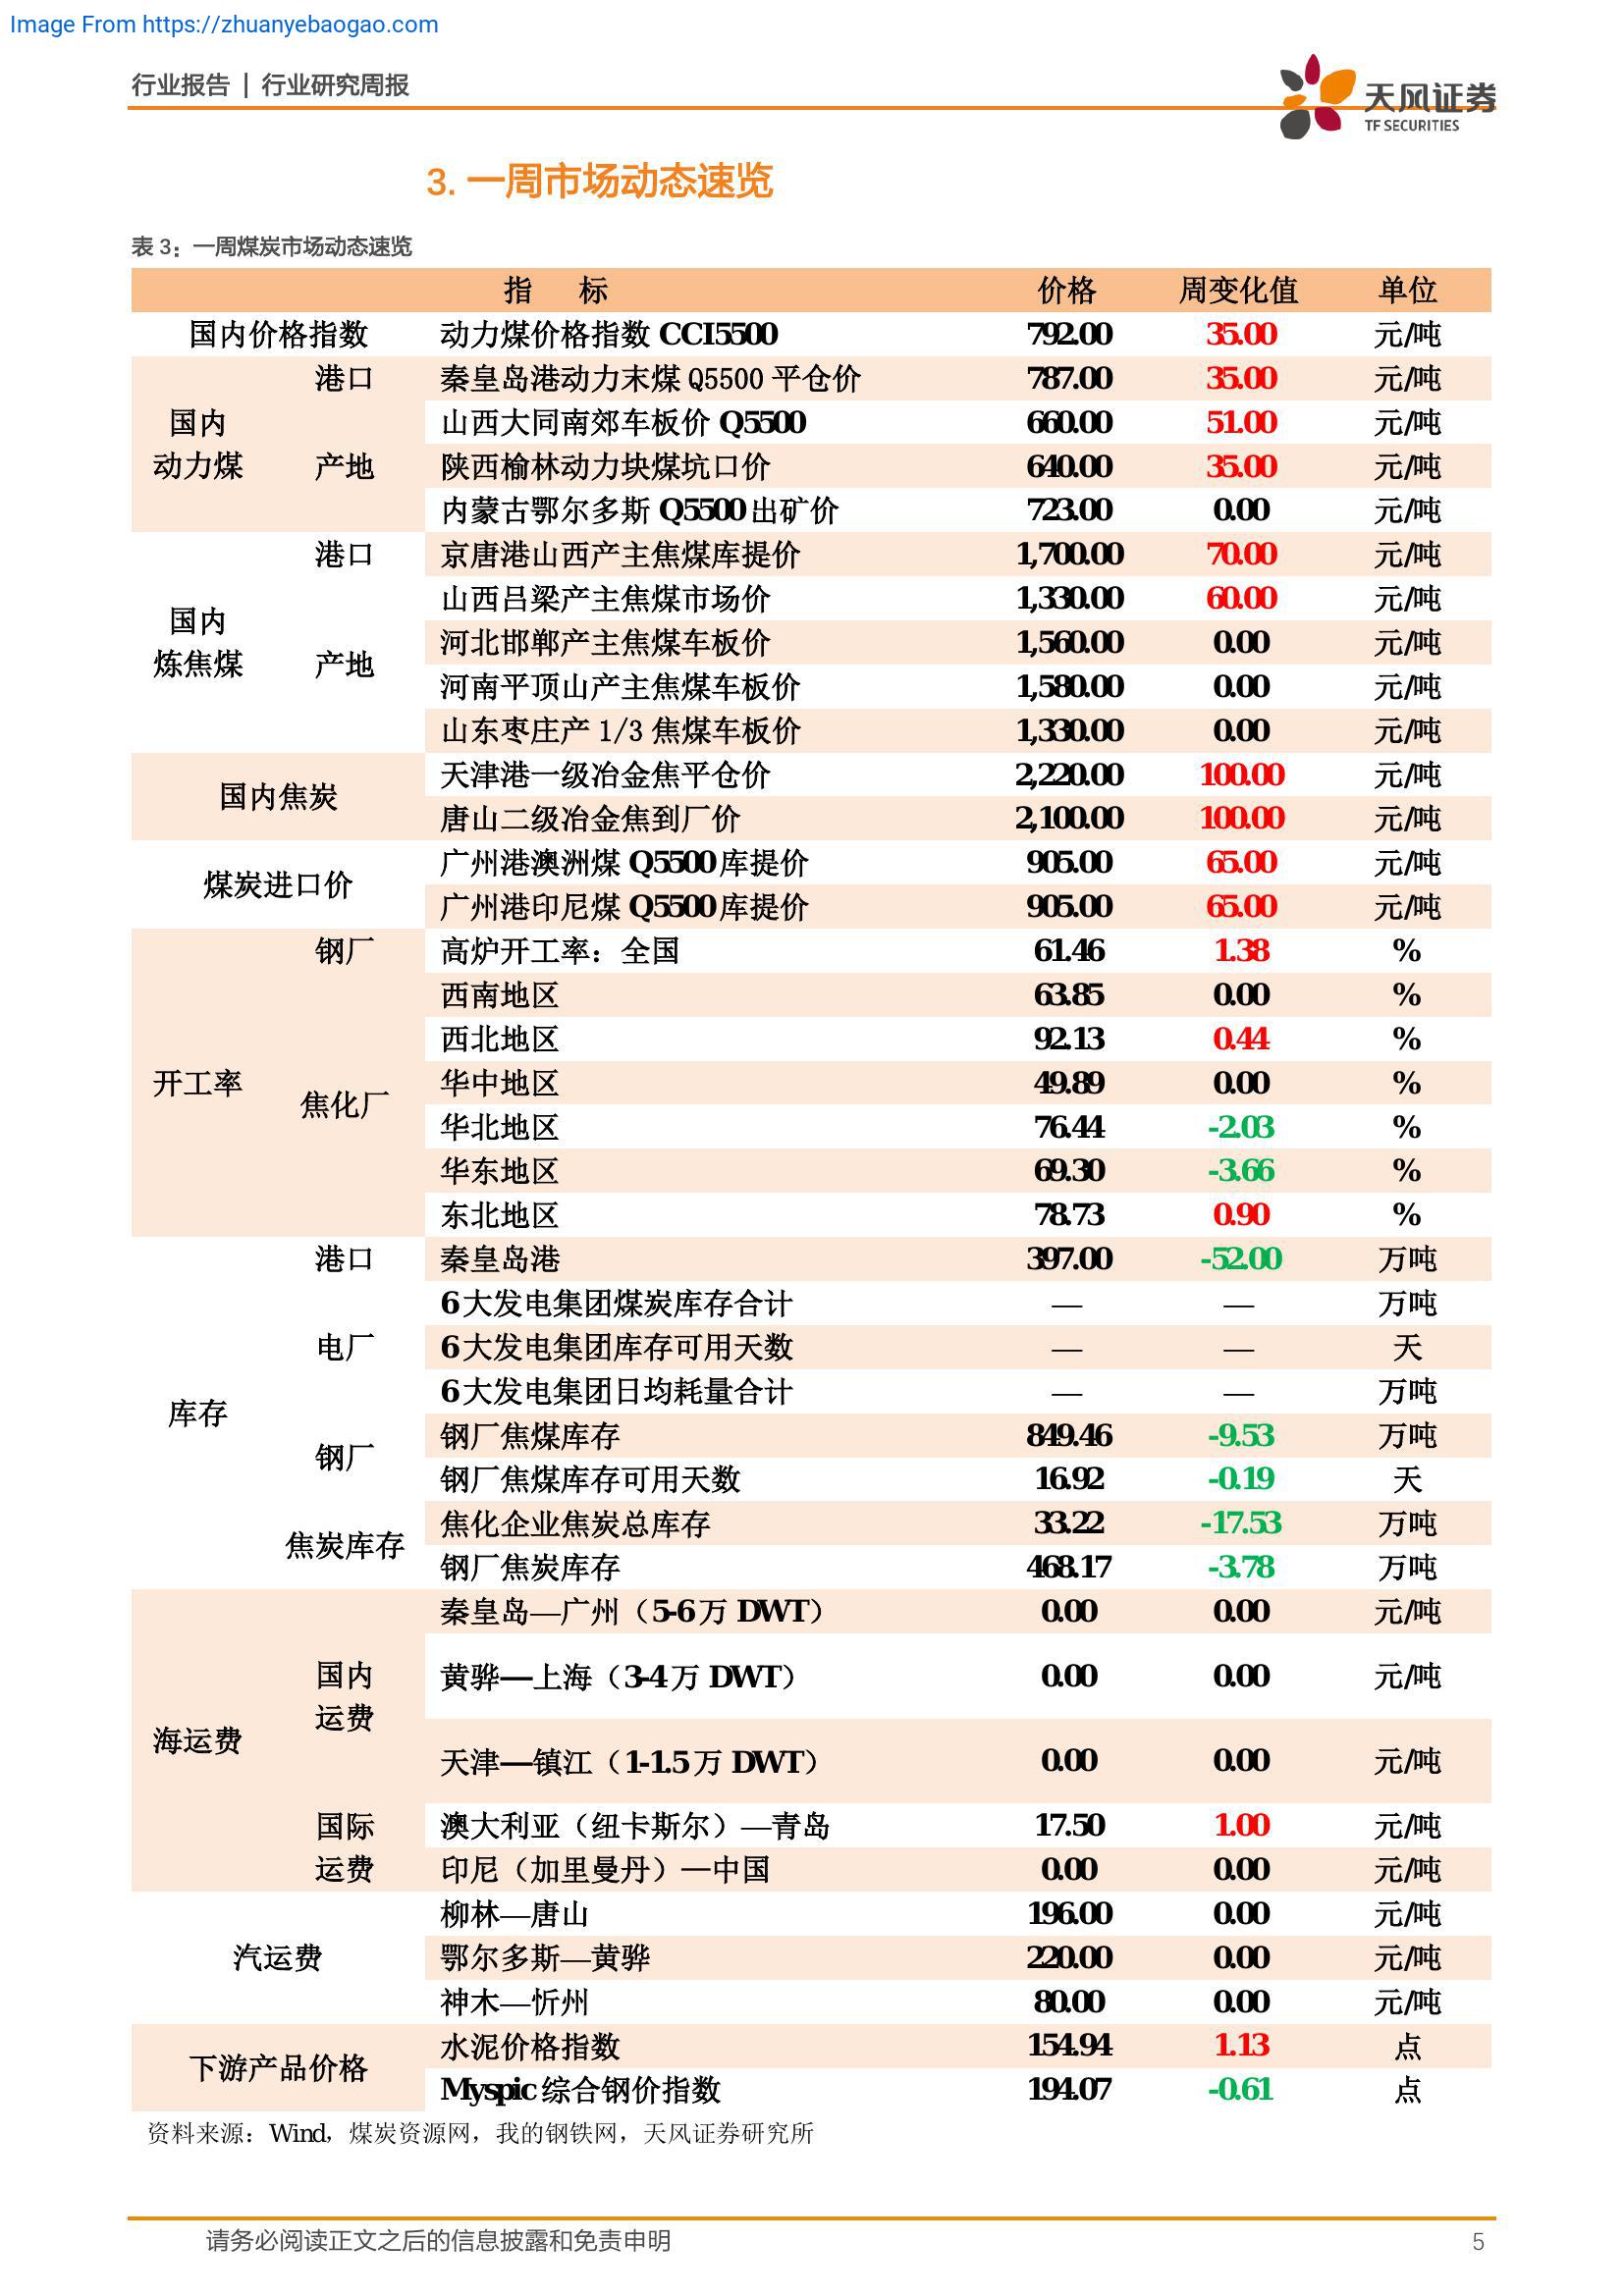 Image From https://zhuanyebaogao.com
行业报告 | 行业研究周报
天风证券
TF SECURITIES
3. 一周市场动态速览
表 3：一周煤炭市场动态速览
指 标 价格 周变化值 单位
国内价格指数 动力煤价格指数 CCI5500 792.00 35.00 元/吨
国内动力煤 港口 秦皇岛港动力末煤 Q5500 平仓价 787.00 35.00 元/吨
产地 山西大同南郊车板价 Q5500 660.00 51.00 元/吨
陕西榆林动力块煤坑口价 640.00 35.00 元/吨
内蒙古鄂尔多斯 Q5500 出矿价 723.00 0.00 元/吨
国内炼焦煤 港口 京唐港山西产主焦煤库提价 1,700.00 70.00 元/吨
产地 山西吕梁产主焦煤市场价 1,330.00 60.00 元/吨
河北邯郸产主焦煤车板价 1,560.00 0.00 元/吨
河南平顶山产主焦煤车板价 1,580.00 0.00 元/吨
山东枣庄产 1/3 焦煤车板价 1,330.00 0.00 元/吨
国内焦炭 天津港一级冶金焦平仓价 2,220.00 100.00 元/吨
唐山二级冶金焦到厂价 2,100.00 100.00 元/吨
煤炭进口价 广州港澳洲煤 Q5500 库提价 905.00 65.00 元/吨
广州港印尼煤 Q5500 库提价 905.00 65.00 元/吨
开工率 钢厂 高炉开工率：全国 61.46 1.38 %
焦化厂 西南地区 63.85 0.00 %
西北地区 92.13 0.44 %
华中地区 49.89 0.00 %
华北地区 76.44 -2.03 %
华东地区 69.30 -3.66 %
东北地区 78.73 0.90 %
库存 港口 秦皇岛港 397.00 -52.00 万吨
电厂 6 大发电集团煤炭库存合计 — — 万吨
6 大发电集团库存可用天数 — — 天
6 大发电集团日均耗量合计 — — 万吨
钢厂 钢厂焦煤库存 849.46 -9.53 万吨
钢厂焦煤库存可用天数 16.92 -0.19 天
焦炭库存 焦化企业焦炭总库存 33.22 -17.53 万吨
钢厂焦炭库存 468.17 -3.78 万吨
海运费 国内运费 秦皇岛—广州（5-6 万 DWT） 0.00 0.00 元/吨
黄骅—上海（3-4 万 DWT） 0.00 0.00 元/吨
天津—镇江（1-1.5 万 DWT） 0.00 0.00 元/吨
国际运费 澳大利亚（纽卡斯尔）—青岛 17.50 1.00 元/吨
印尼（加里曼丹）—中国 0.00 0.00 元/吨
汽运费 柳林—唐山 196.00 0.00 元/吨
鄂尔多斯—黄骅 220.00 0.00 元/吨
神木—忻州 80.00 0.00 元/吨
下游产品价格 水泥价格指数 154.94 1.13 点
Myspic 综合钢价指数 194.07 -0.61 点
资料来源：Wind，煤炭资源网，我的钢铁网，天风证券研究所
请务必阅读正文之后的信息披露和免责申明 5